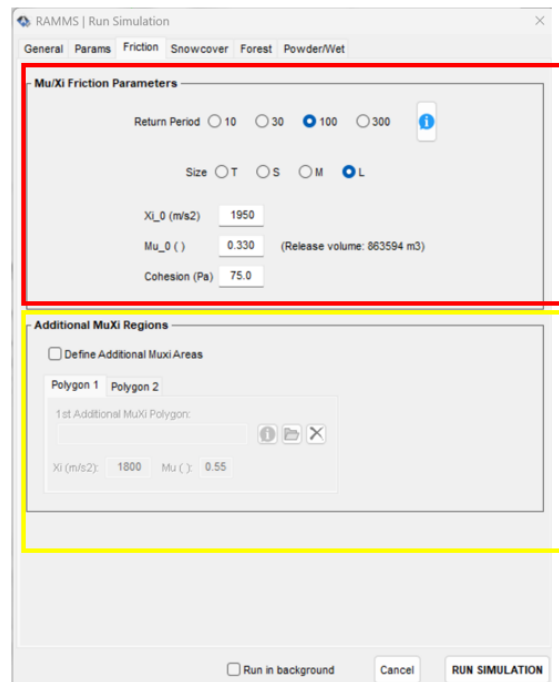 RAMMS | Run Simulation
General Params Friction Snowcover Forest Powder/Wet
Mu/Xi Friction Parameters
Return Period 10 30 100 300
Size T S M L
Xi_0 (m/s2) 1950
Mu_0 ( ) 0.330 (Release volume: 863594 m3)
Cohesion (Pa) 75.0
Additional MuXi Regions
Define Additional Muxi Areas
Polygon 1 Polygon 2
1st Additional MuXi Polygon:
Xi (m/s2): 1800 Mu ( ): 0.55
Run in background Cancel RUN SIMULATION